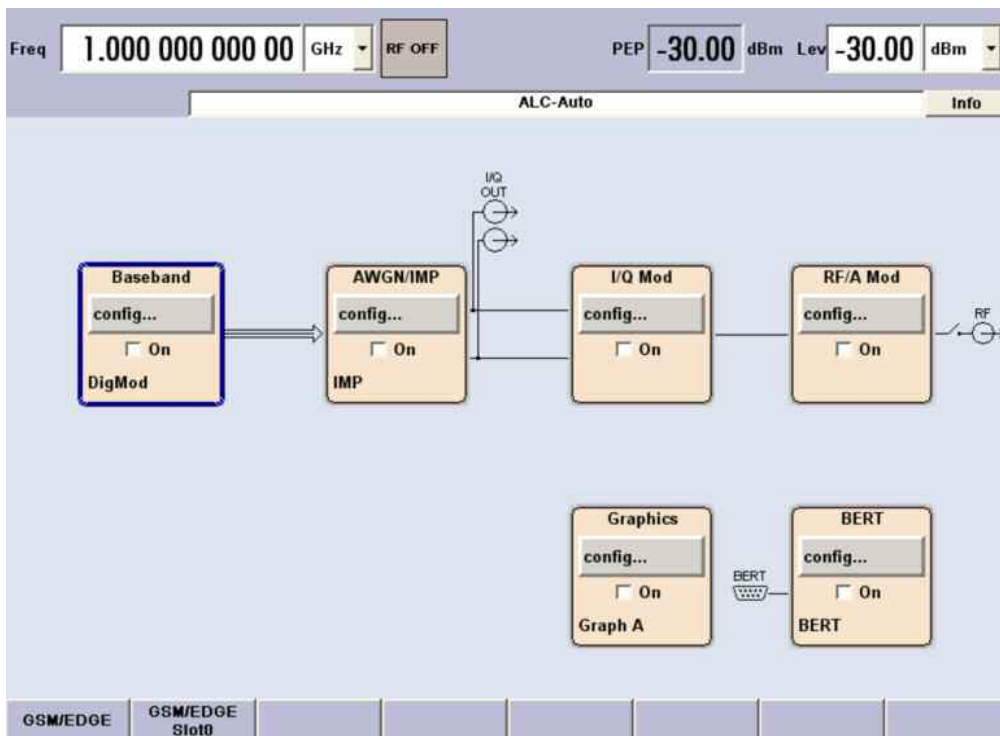 Freq 1.000 000 000 00 GHz RF OFF PEP -30.00 dBm Lev -30.00 dBm
ALC-Auto Info
I/Q
OUT
Baseband AWGN/IMP I/Q Mod RF/A Mod
config... config... config... config... RF
On On On On
DigMod IMP
Graphics BERT
config... config...
BERT
On On
Graph A BERT
GSM/EDGE GSM/EDGE
Slot0